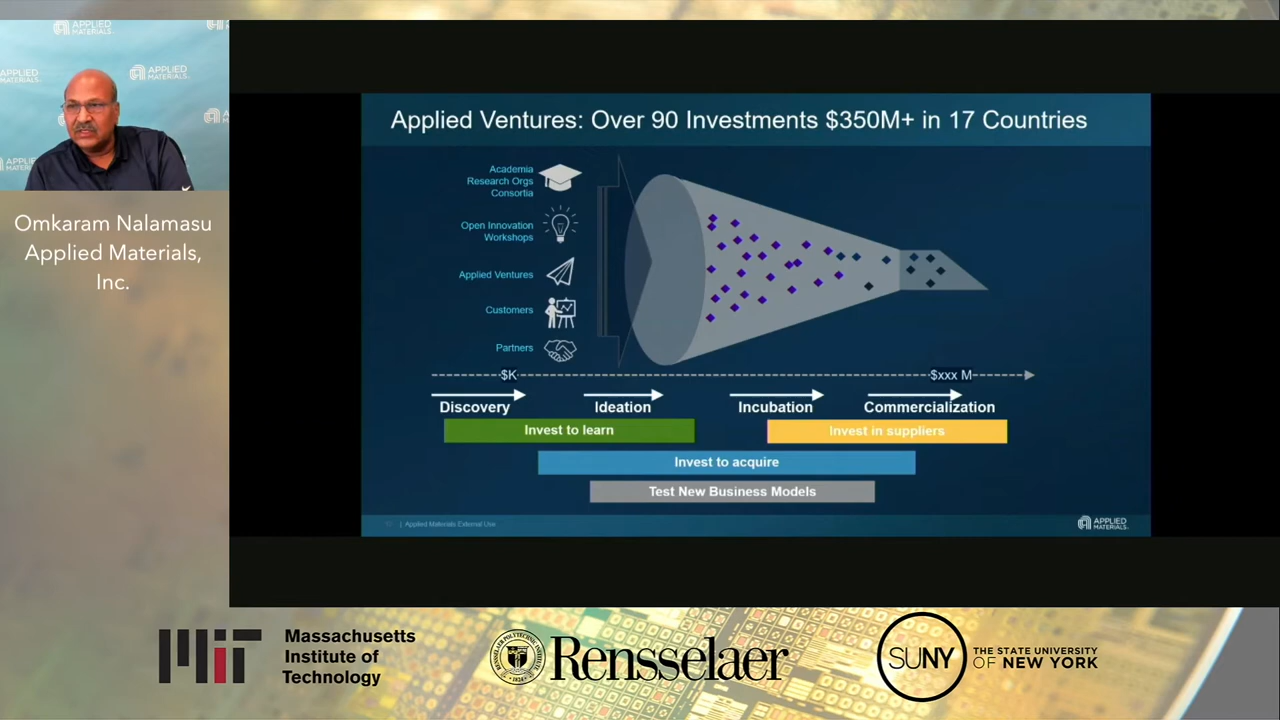 APPLIED MATERIALS
APPLIED MATERIALS
APPLIED MATERIALS
Omkaram Nalamasu
Applied Materials,
Inc.
Applied Ventures: Over 90 Investments $350M+ in 17 Countries
Academia
Research Orgs
Consortia
Open Innovation
Workshops
Applied Ventures
Customers
Partners
$K
$xxx M
Discovery
Ideation
Incubation
Commercialization
Invest to learn
Invest in suppliers
Invest to acquire
Test New Business Models
| Applied Materials External Use
APPLIED
MATERIALS
MIT
Massachusetts
Institute of
Technology
Rensselaer
SUNY
THE STATE UNIVERSITY
OF NEW YORK